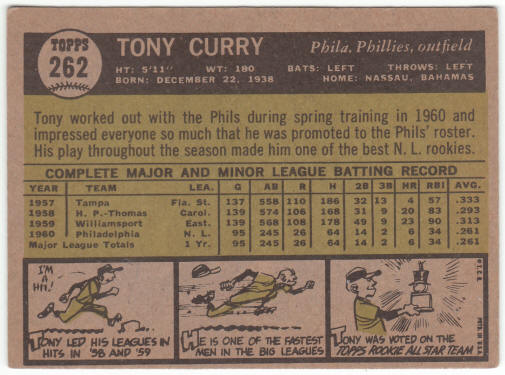 TOPPS
262
TONY CURRY Phila. Phillies, outfield
HT: 5'11" WT: 180 BATS: LEFT THROWS: LEFT
BORN: DECEMBER 22, 1938 HOME: NASSAU, BAHAMAS
Tony worked out with the Phils during spring training in 1960 and
impressed everyone so much that he was promoted to the Phils' roster.
His play throughout the season made him one of the best N. L. rookies.
COMPLETE MAJOR AND MINOR LEAGUE BATTING RECORD
YEAR TEAM LEA. G AB R H 2B 3B HR RBI AVG.
1957 Tampa Fla. St. 137 558 110 186 32 13 4 57 .333
1958 H. P.-Thomas Carol. 139 574 106 168 31 9 20 83 .293
1959 Williamsport East. 139 568 90 178 49 9 23 90 .313
1960 Philadelphia N. L. 95 245 26 64 14 2 6 34 .261
Major League Totals 1 Yr. 95 245 26 64 14 2 6 34 .261
I'M A HIT!
TONY LED HIS LEAGUES IN
HITS IN '58 AND '59
HE IS ONE OF THE FASTEST
MEN IN THE BIG LEAGUES
TONY WAS VOTED ON THE
TOPPS ROOKIE ALL STAR TEAM
© T.C.G. PRTD. IN U.S.A.